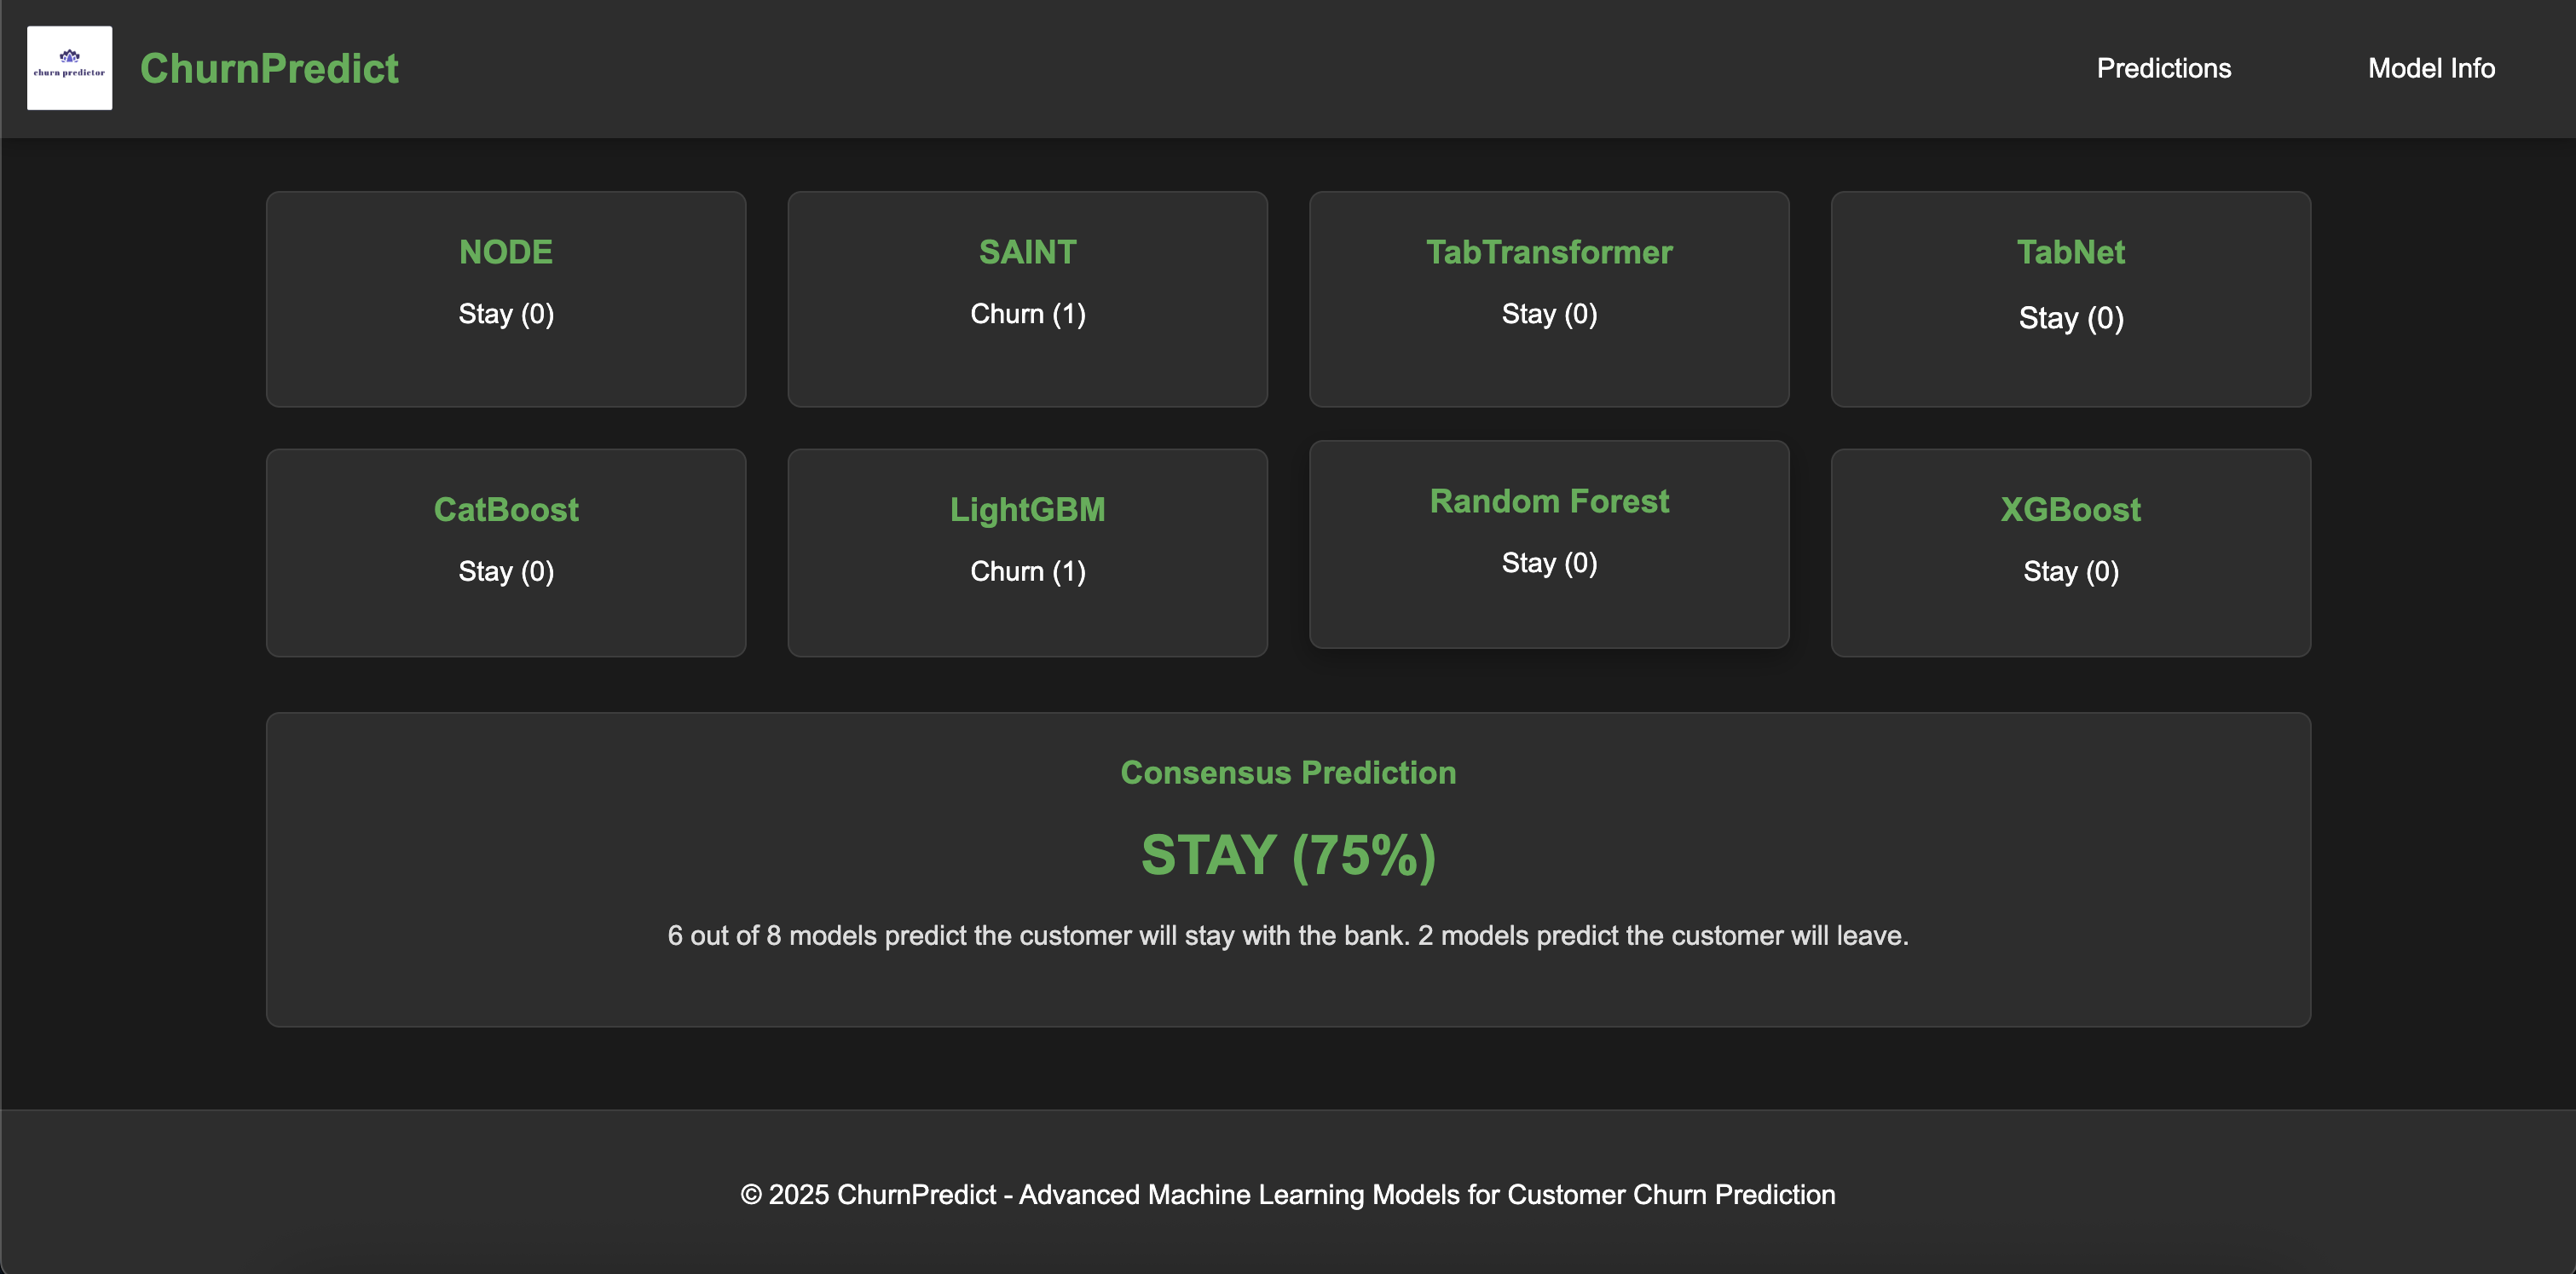 churn predictor
ChurnPredict
Predictions
Model Info
NODE
Stay (0)
SAINT
Churn (1)
TabTransformer
Stay (0)
TabNet
Stay (0)
CatBoost
Stay (0)
LightGBM
Churn (1)
Random Forest
Stay (0)
XGBoost
Stay (0)
Consensus Prediction
STAY (75%)
6 out of 8 models predict the customer will stay with the bank. 2 models predict the customer will leave.
© 2025 ChurnPredict - Advanced Machine Learning Models for Customer Churn Prediction